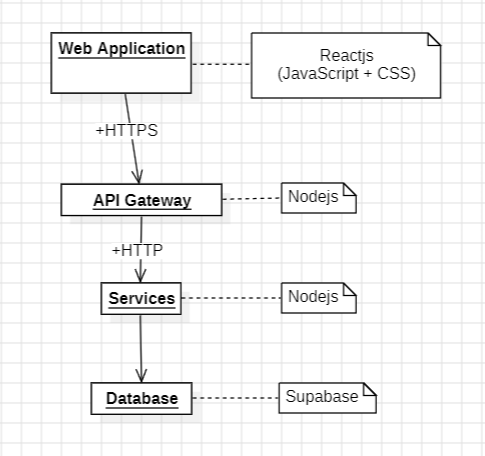 Web Application
Reactjs
(JavaScript + CSS)
+HTTPS
API Gateway
Nodejs
+HTTP
Services
Nodejs
Database
Supabase